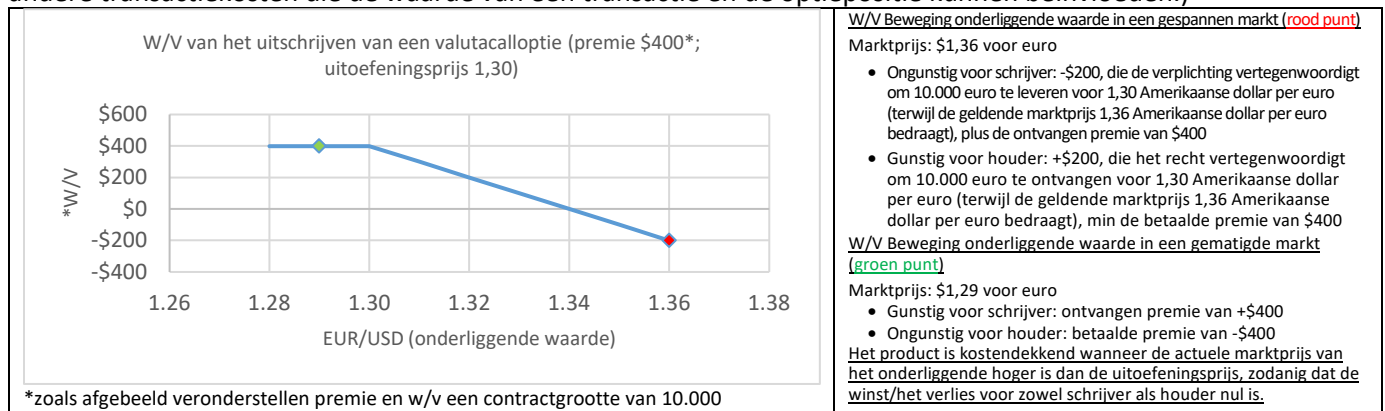 andere transactiekosten die de waarde van een transactie en de optiepositie kunnen beïnvloeden.)
W/V van het uitschrijven van een valutacalloptie (premie $400*;
uitoefeningsprijs 1,30)
*W/V
$600
$400
$200
$0
-$200
-$400
1.26 1.28 1.30 1.32 1.34 1.36 1.38
EUR/USD (onderliggende waarde)
*zoals afgebeeld veronderstellen premie en w/v een contractgrootte van 10.000
W/V Beweging onderliggende waarde in een gespannen markt (rood punt)
Marktprijs: $1,36 voor euro
• Ongunstig voor schrijver: -$200, die de verplichting vertegenwoordigt
om 10.000 euro te leveren voor 1,30 Amerikaanse dollar per euro
(terwijl de geldende marktprijs 1,36 Amerikaanse dollar per euro
bedraagt), plus de ontvangen premie van $400
• Gunstig voor houder: +$200, die het recht vertegenwoordigt
om 10.000 euro te ontvangen voor 1,30 Amerikaanse dollar
per euro (terwijl de geldende marktprijs 1,36 Amerikaanse
dollar per euro bedraagt), min de betaalde premie van $400
W/V Beweging onderliggende waarde in een gematigde markt
(groen punt)
Marktprijs: $1,29 voor euro
• Gunstig voor schrijver: ontvangen premie van +$400
• Ongunstig voor houder: betaalde premie van -$400
Het product is kostendekkend wanneer de actuele marktprijs van
het onderliggende hoger is dan de uitoefeningsprijs, zodanig dat de
winst/het verlies voor zowel schrijver als houder nul is.